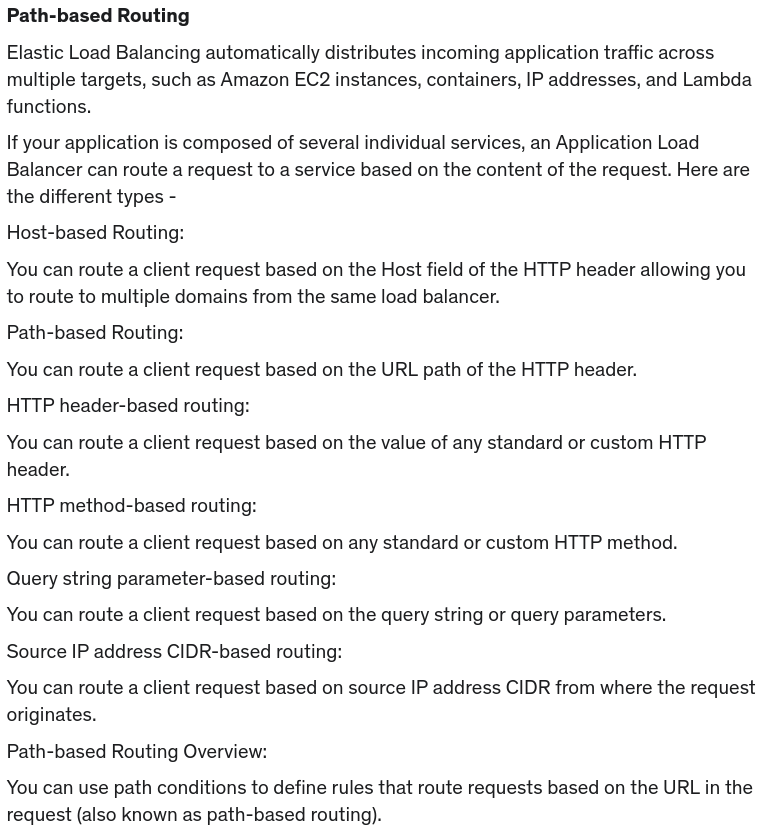 Path-based Routing
Elastic Load Balancing automatically distributes incoming application traffic across
multiple targets, such as Amazon EC2 instances, containers, IP addresses, and Lambda
functions.
If your application is composed of several individual services, an Application Load
Balancer can route a request to a service based on the content of the request. Here are
the different types -
Host-based Routing:
You can route a client request based on the Host field of the HTTP header allowing you
to route to multiple domains from the same load balancer.
Path-based Routing:
You can route a client request based on the URL path of the HTTP header.
HTTP header-based routing:
You can route a client request based on the value of any standard or custom HTTP
header.
HTTP method-based routing:
You can route a client request based on any standard or custom HTTP method.
Query string parameter-based routing:
You can route a client request based on the query string or query parameters.
Source IP address CIDR-based routing:
You can route a client request based on source IP address CIDR from where the request
originates.
Path-based Routing Overview:
You can use path conditions to define rules that route requests based on the URL in the
request (also known as path-based routing).